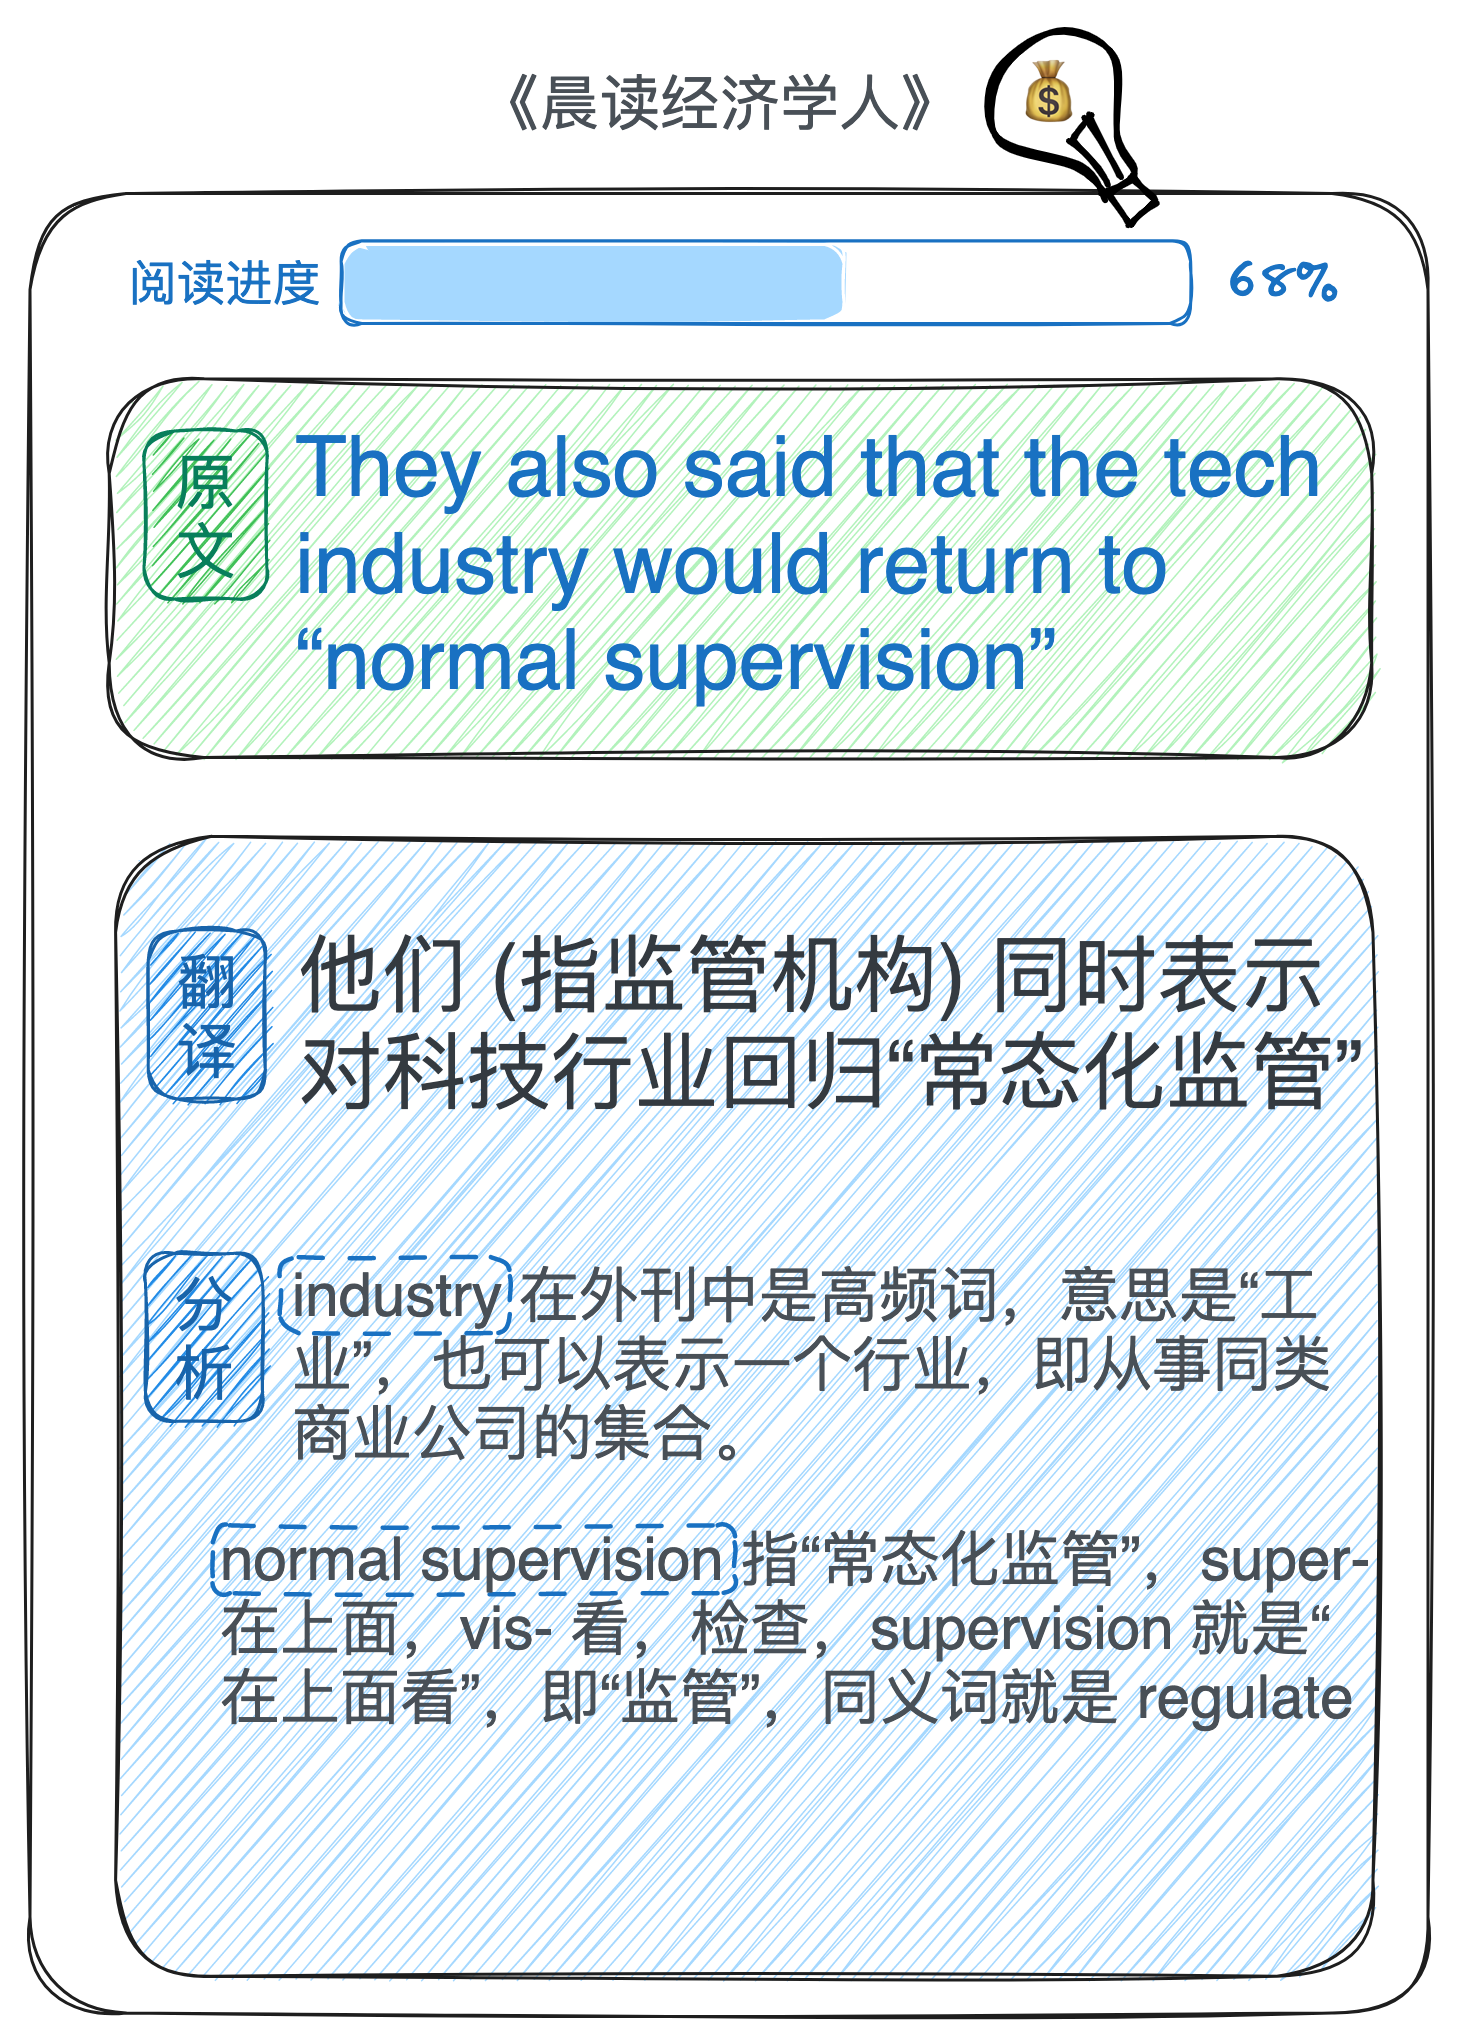 《晨读经济学人》
$
阅读进度 68%
原文
They also said that the tech
industry would return to
“normal supervision”
翻译
他们 (指监管机构) 同时表示
对科技行业回归“常态化监管”
分析
industry 在外刊中是高频词，意思是“工
业”，也可以表示一个行业，即从事同类
商业公司的集合。
normal supervision 指“常态化监管”，super-
在上面，vis- 看，检查，supervision 就是“
在上面看”，即“监管”，同义词就是 regulate